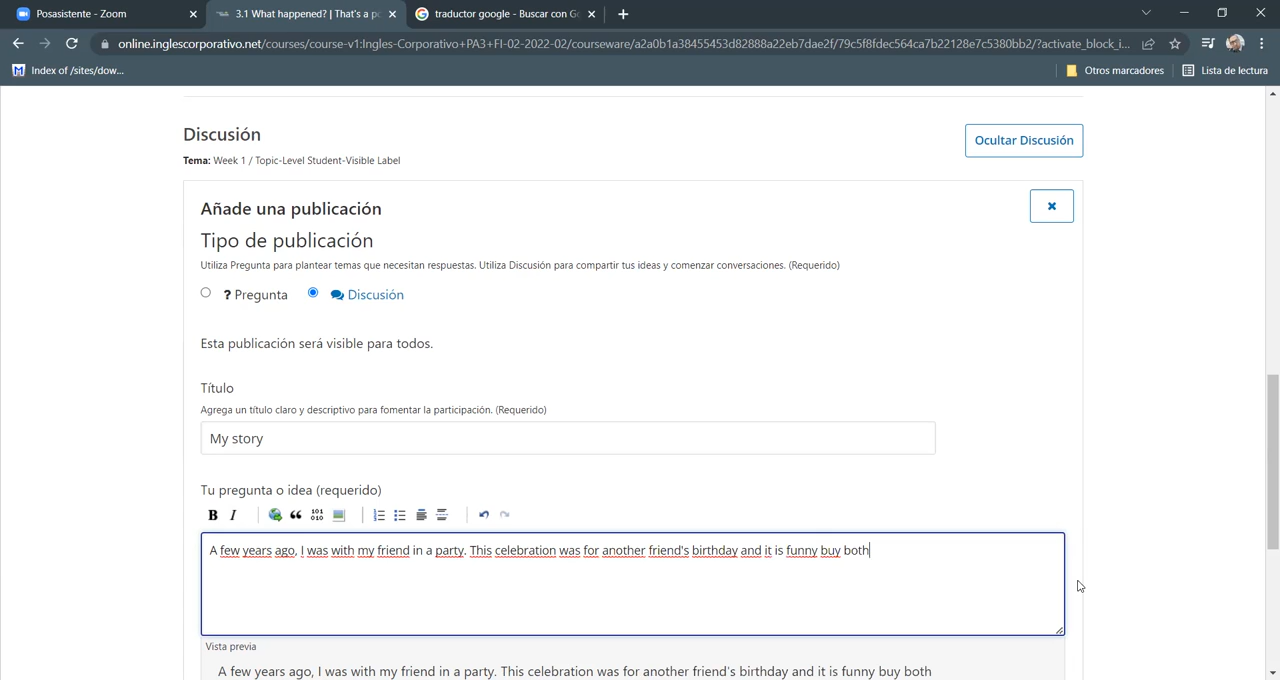 Posasistente - Zoom
3.1 What happened? | That's a po
traductor google - Buscar con Go
online.inglescorporativo.net/courses/course-v1:Ingles-Corporativo+PA3+FI-02-2022-02/courseware/a2a0b1a38455453d82888a22eb7dae2f/79c5f8fdec564ca7b22128e7c5380bb2/?activate_block_i...
Index of /sites/dow...
Otros marcadores
Lista de lectura
Discusión
Ocultar Discusión
Tema: Week 1 / Topic-Level Student-Visible Label
Añade una publicación
Tipo de publicación
Utiliza Pregunta para plantear temas que necesitan respuestas. Utiliza Discusión para compartir tus ideas y comenzar conversaciones. (Requerido)
? Pregunta
Discusión
Esta publicación será visible para todos.
Título
Agrega un título claro y descriptivo para fomentar la participación. (Requerido)
My story
Tu pregunta o idea (requerido)
B I
101
010
A few years ago, I was with my friend in a party. This celebration was for another friend's birthday and it is funny buy both
Vista previa
A few years ago, I was with my friend in a party. This celebration was for another friend's birthday and it is funny buy both